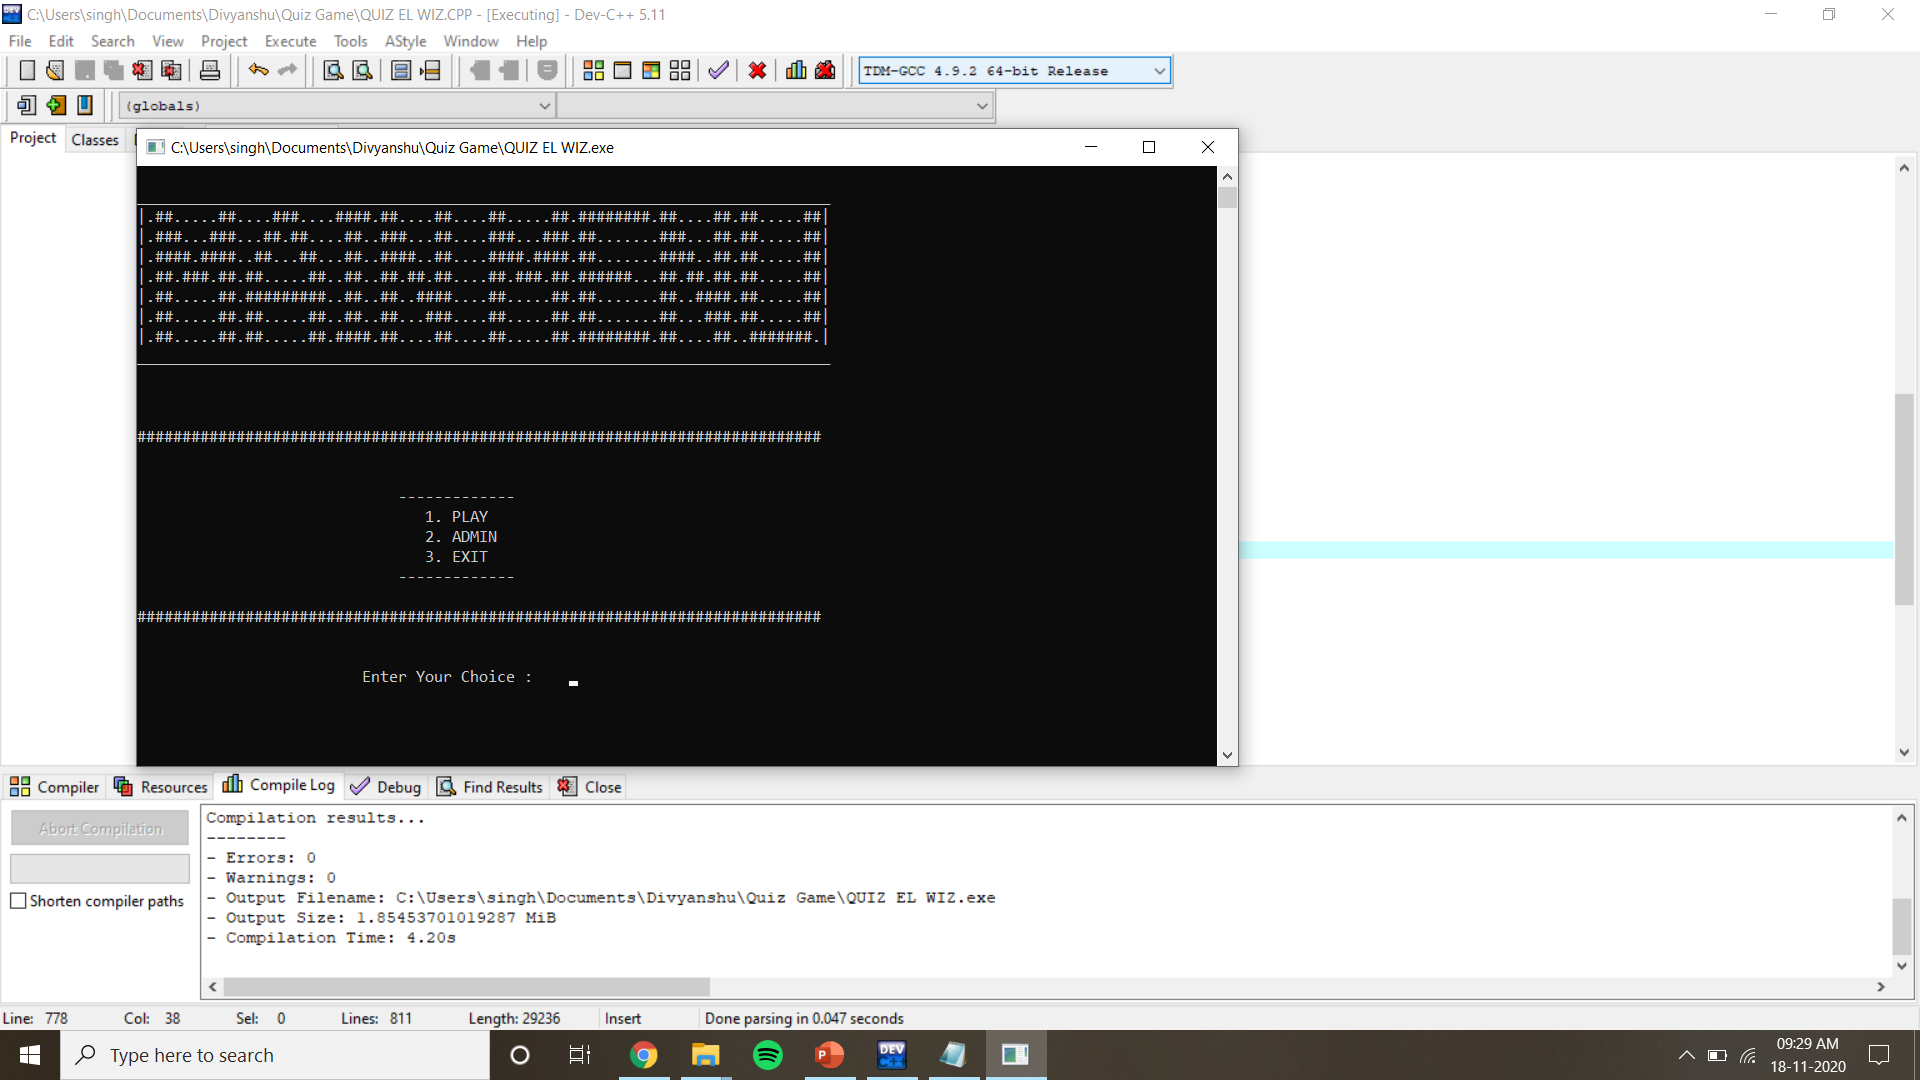 C:\Users\singh\Documents\Divyanshu\Quiz Game\QUIZ EL WIZ.CPP - [Executing] - Dev-C++ 5.11
File Edit Search View Project Execute Tools AStyle Window Help
TDM-GCC 4.9.2 64-bit Release
(globals)
Project Classes
C:\Users\singh\Documents\Divyanshu\Quiz Game\QUIZ EL WIZ.exe
|.##.....##....###....####.##....##....##.....##.########.##....##.##.....##|
|.###...###...##.##....##..###...##....###...###.##.......###...##.##.....##|
|.####.####..##...##...##..####..##....####.####.##.......####..##.##.....##|
|.##.###.##.##.....##..##..##.##.##....##.###.##.######...##.##.##.##.....##|
|.##.....##.#########..##..##..####....##.....##.##.......##..####.##.....##|
|.##.....##.##.....##..##..##...###....##.....##.##.......##...###.##.....##|
|.##.....##.##.....##.####.##....##....##.....##.########.##....##..#######.|
############################################################################
-------------
1. PLAY
2. ADMIN
3. EXIT
-------------
############################################################################
Enter Your Choice :
Compiler Resources Compile Log Debug Find Results Close
Abort Compilation
Shorten compiler paths
Compilation results...
--------
- Errors: 0
- Warnings: 0
- Output Filename: C:\Users\singh\Documents\Divyanshu\Quiz Game\QUIZ EL WIZ.exe
- Output Size: 1.85453701019287 MiB
- Compilation Time: 4.20s
Line: 778 Col: 38 Sel: 0 Lines: 811 Length: 29236 Insert Done parsing in 0.047 seconds
Type here to search
DEV C++
09:29 AM
18-11-2020